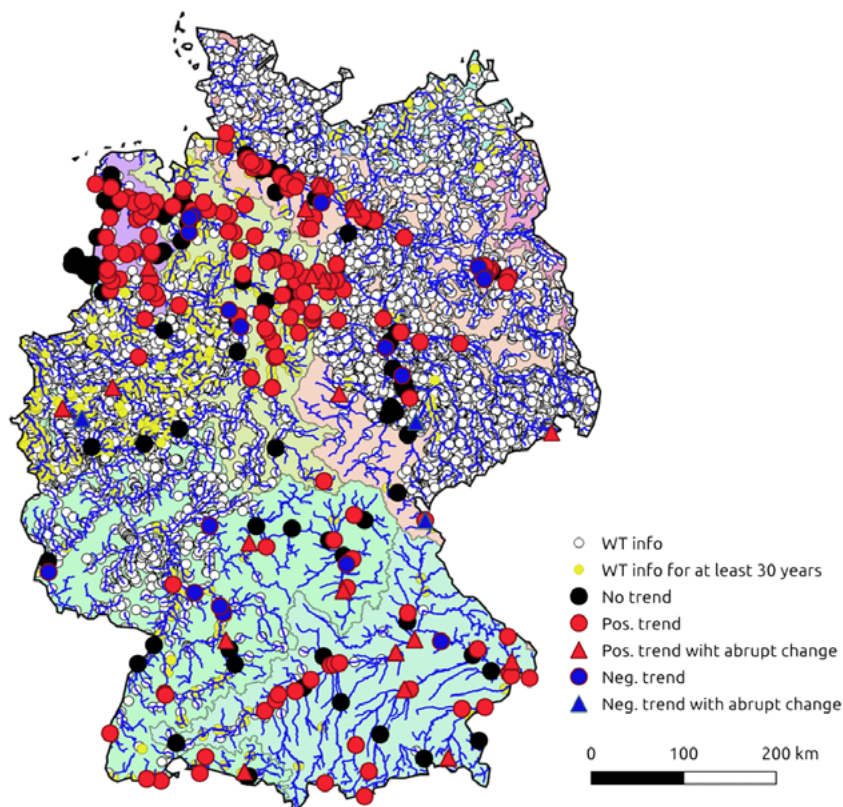 WT info
WT info for at least 30 years
No trend
Pos. trend
Pos. trend wiht abrupt change
Neg. trend
Neg. trend with abrupt change
0 100 200 km